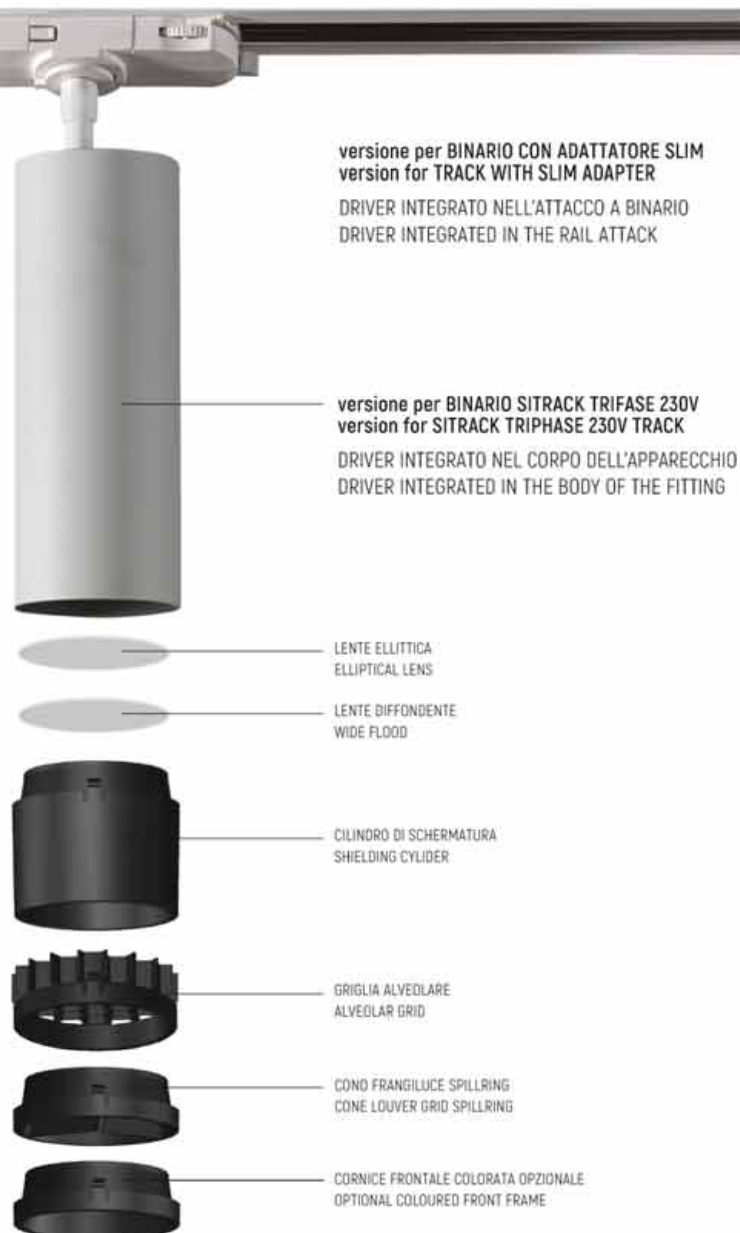 versione per BINARIO CON ADATTATORE SLIM
version for TRACK WITH SLIM ADAPTER
DRIVER INTEGRATO NELL'ATTACCO A BINARIO
DRIVER INTEGRATED IN THE RAIL ATTACK
versione per BINARIO SITRACK TRIFASE 230V
version for SITRACK TRIPHASE 230V TRACK
DRIVER INTEGRATO NEL CORPO DELL'APPARECCHIO
DRIVER INTEGRATED IN THE BODY OF THE FITTING
LENTE ELLITTICA
ELLIPTICAL LENS
LENTE DIFFONDENTE
WIDE FLOOD
CILINDRO DI SCHERMATURA
SHIELDING CYLIDER
GRIGLIA ALVEOLARE
ALVEOLAR GRID
CONO FRANGILUCE SPILLRING
CONE LOUVER GRID SPILLRING
CORNICE FRONTALE COLORATA OPZIONALE
OPTIONAL COLOURED FRONT FRAME